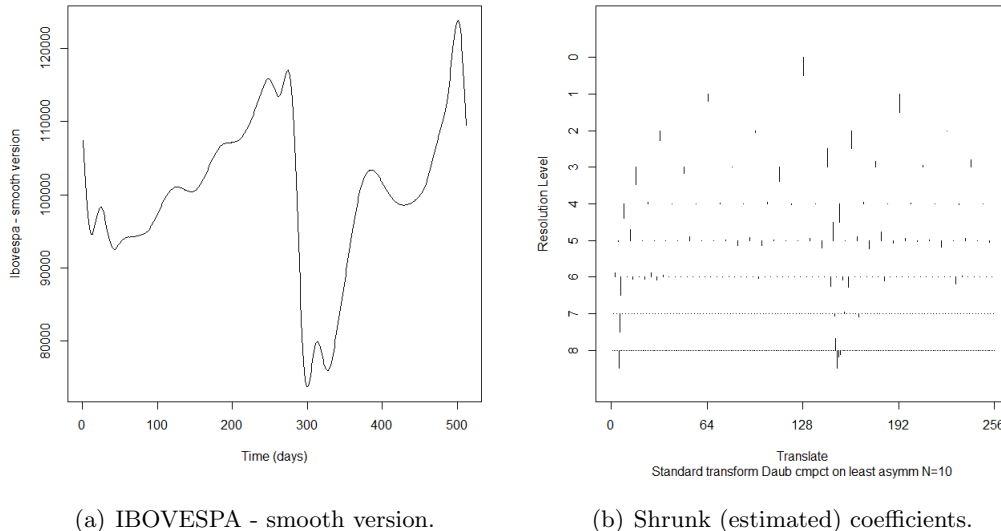 Ibovespa - smooth version
120000
110000
100000
90000
80000
0 100 200 300 400 500
Time (days)
Resolution Level
0
1
2
3
4
5
6
7
8
0 64 128 192 256
Translate
Standard transform Daub cmpct on least asymm N=10
(a) IBOVESPA - smooth version.
(b) Shrunk (estimated) coefficients.